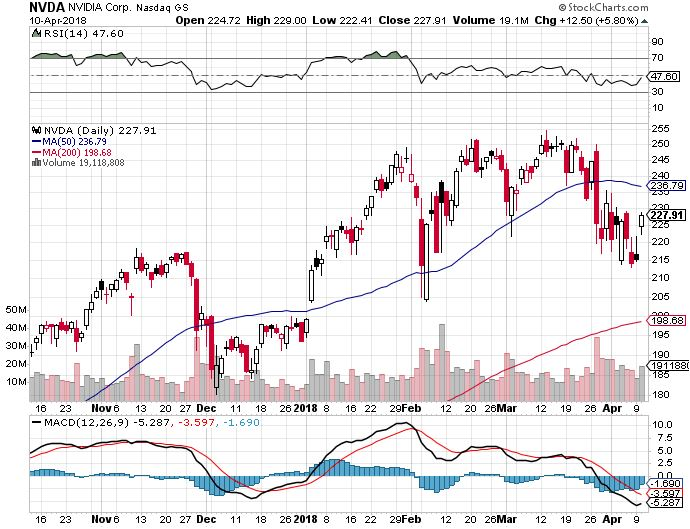 NVDA NVIDIA Corp. Nasdaq GS
© StockCharts.com
10-Apr-2018
Open 224.72 High 229.00 Low 222.41 Close 227.91 Volume 19.1M Chg +12.50 (+5.80%)
RSI(14) 47.60
90
70
47.60
30
10
NVDA (Daily) 227.91
MA(50) 236.79
MA(200) 198.68
Volume 19,118,808
255
250
245
240
236.79
235
230
227.91
225
220
215
210
205
200
198.68
195
190
19118808
185
180
50M
40M
30M
20M
10M
16 23 Nov 6 13 20 27 Dec 11 18 26 2018 8 16 22 29 Feb 12 20 26 Mar 12 19 26 Apr 9
MACD(12,26,9) -5.287, -3.597, -1.690
10.0
7.5
5.0
2.5
0.0
-1.690
-3.597
-5.287
16 23 Nov 6 13 20 27 Dec 11 18 26 2018 8 16 22 29 Feb 12 20 26 Mar 12 19 26 Apr 9